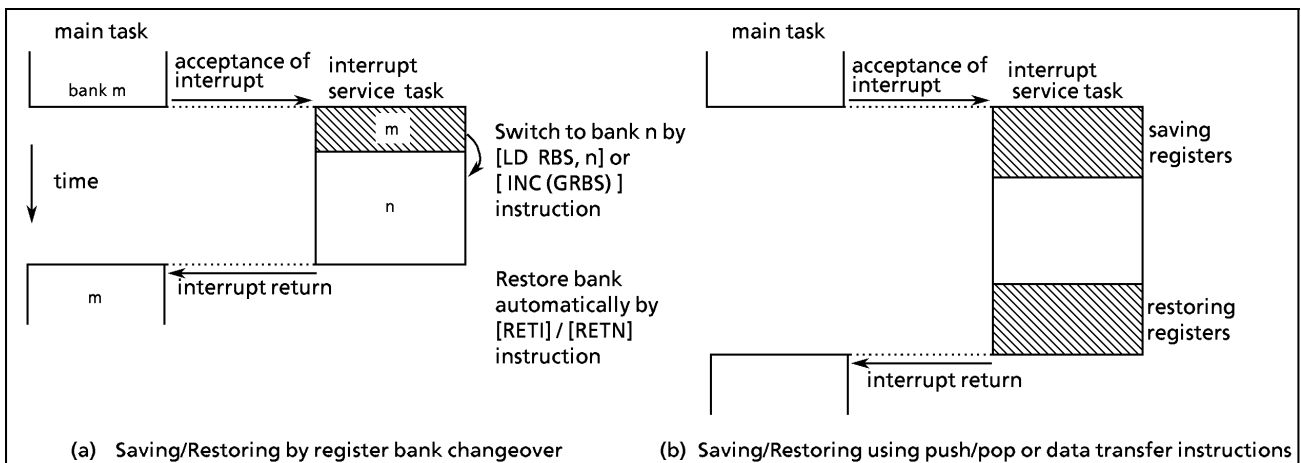 main task
bank m
acceptance of
interrupt
interrupt
service task
m
Switch to bank n by
[LD RBS, n] or
[ INC (GRBS) ]
instruction
time
n
interrupt return
m
Restore bank
automatically by
[RETI] / [RETN]
instruction
(a) Saving/Restoring by register bank changeover
main task
acceptance of
interrupt
interrupt
service task
saving
registers
restoring
registers
interrupt return
(b) Saving/Restoring using push/pop or data transfer instructions